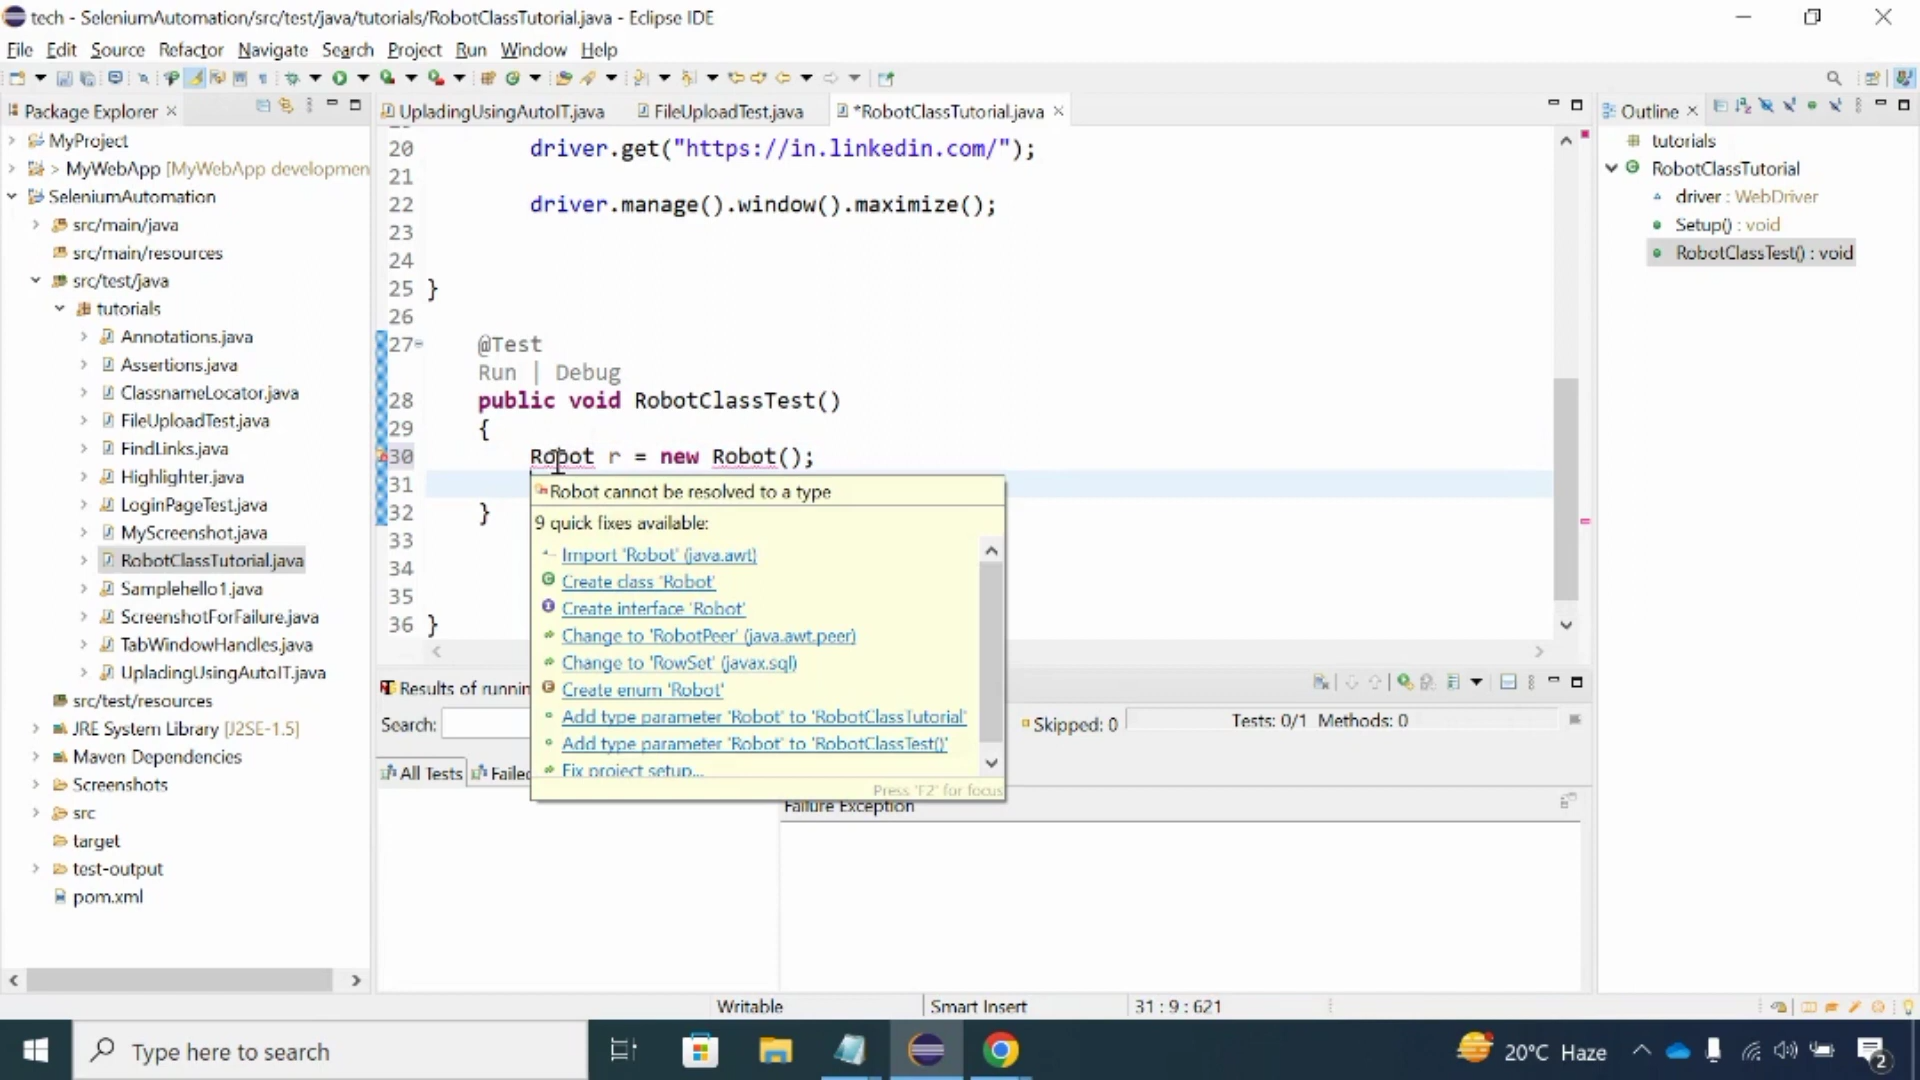 tech - SeleniumAutomation/src/test/java/tutorials/RobotClassTutorial.java - Eclipse IDE
File Edit Source Refactor Navigate Search Project Run Window Help
Package Explorer
MyProject
> MyWebApp [MyWebApp developmen
SeleniumAutomation
src/main/java
src/main/resources
src/test/java
tutorials
Annotations.java
Assertions.java
ClassnameLocator.java
FileUploadTest.java
FindLinks.java
Highlighter.java
LoginPageTest.java
MyScreenshot.java
RobotClassTutorial.java
Samplehello1.java
ScreenshotForFailure.java
TabWindowHandles.java
UpladingUsingAutoIT.java
src/test/resources
JRE System Library [J2SE-1.5]
Maven Dependencies
Screenshots
src
target
test-output
pom.xml
UpladingUsingAutoIT.java FileUploadTest.java *RobotClassTutorial.java
20 driver.get("https://in.linkedin.com/");
21
22 driver.manage().window().maximize();
23
24
25 }
26
27 @Test
Run | Debug
28 public void RobotClassTest()
29 {
30 Robot r = new Robot();
31
32 }
33
34
35
36 }
Robot cannot be resolved to a type
9 quick fixes available:
Import 'Robot' (java.awt)
Create class 'Robot'
Create interface 'Robot'
Change to 'RobotPeer' (java.awt.peer)
Change to 'RowSet' (javax.sql)
Create enum 'Robot'
Add type parameter 'Robot' to 'RobotClassTutorial'
Add type parameter 'Robot' to 'RobotClassTest()'
Fix project setup...
Press 'F2' for focus
Results of runnin
Search:
Skipped: 0 Tests: 0/1 Methods: 0
All Tests Failed
Failure Exception
Outline
tutorials
RobotClassTutorial
driver : WebDriver
Setup() : void
RobotClassTest() : void
Writable Smart Insert 31 : 9 : 621
Type here to search
20°C Haze
2